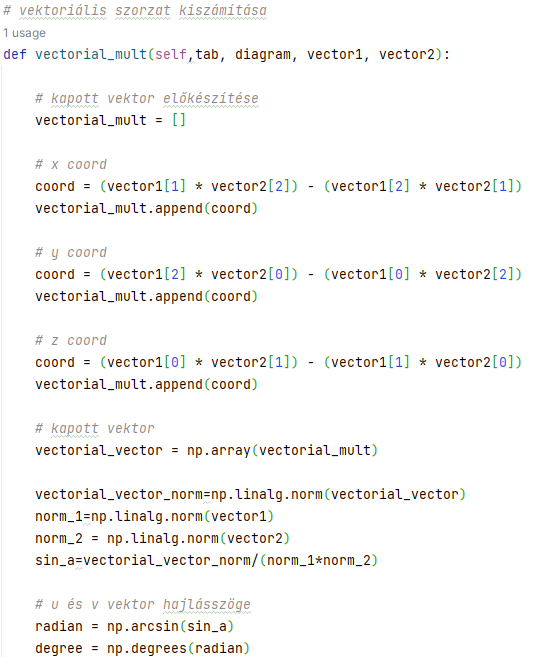 # vektoriális szorzat kiszámítása
1 usage
def vectorial_mult(self,tab, diagram, vector1, vector2):
# kapott vektor előkészítése
vectorial_mult = []
# x coord
coord = (vector1[1] * vector2[2]) - (vector1[2] * vector2[1])
vectorial_mult.append(coord)
# y coord
coord = (vector1[2] * vector2[0]) - (vector1[0] * vector2[2])
vectorial_mult.append(coord)
# z coord
coord = (vector1[0] * vector2[1]) - (vector1[1] * vector2[0])
vectorial_mult.append(coord)
# kapott vektor
vectorial_vector = np.array(vectorial_mult)
vectorial_vector_norm=np.linalg.norm(vectorial_vector)
norm_1=np.linalg.norm(vector1)
norm_2 = np.linalg.norm(vector2)
sin_a=vectorial_vector_norm/(norm_1*norm_2)
# u és v vektor hajlásszöge
radian = np.arcsin(sin_a)
degree = np.degrees(radian)